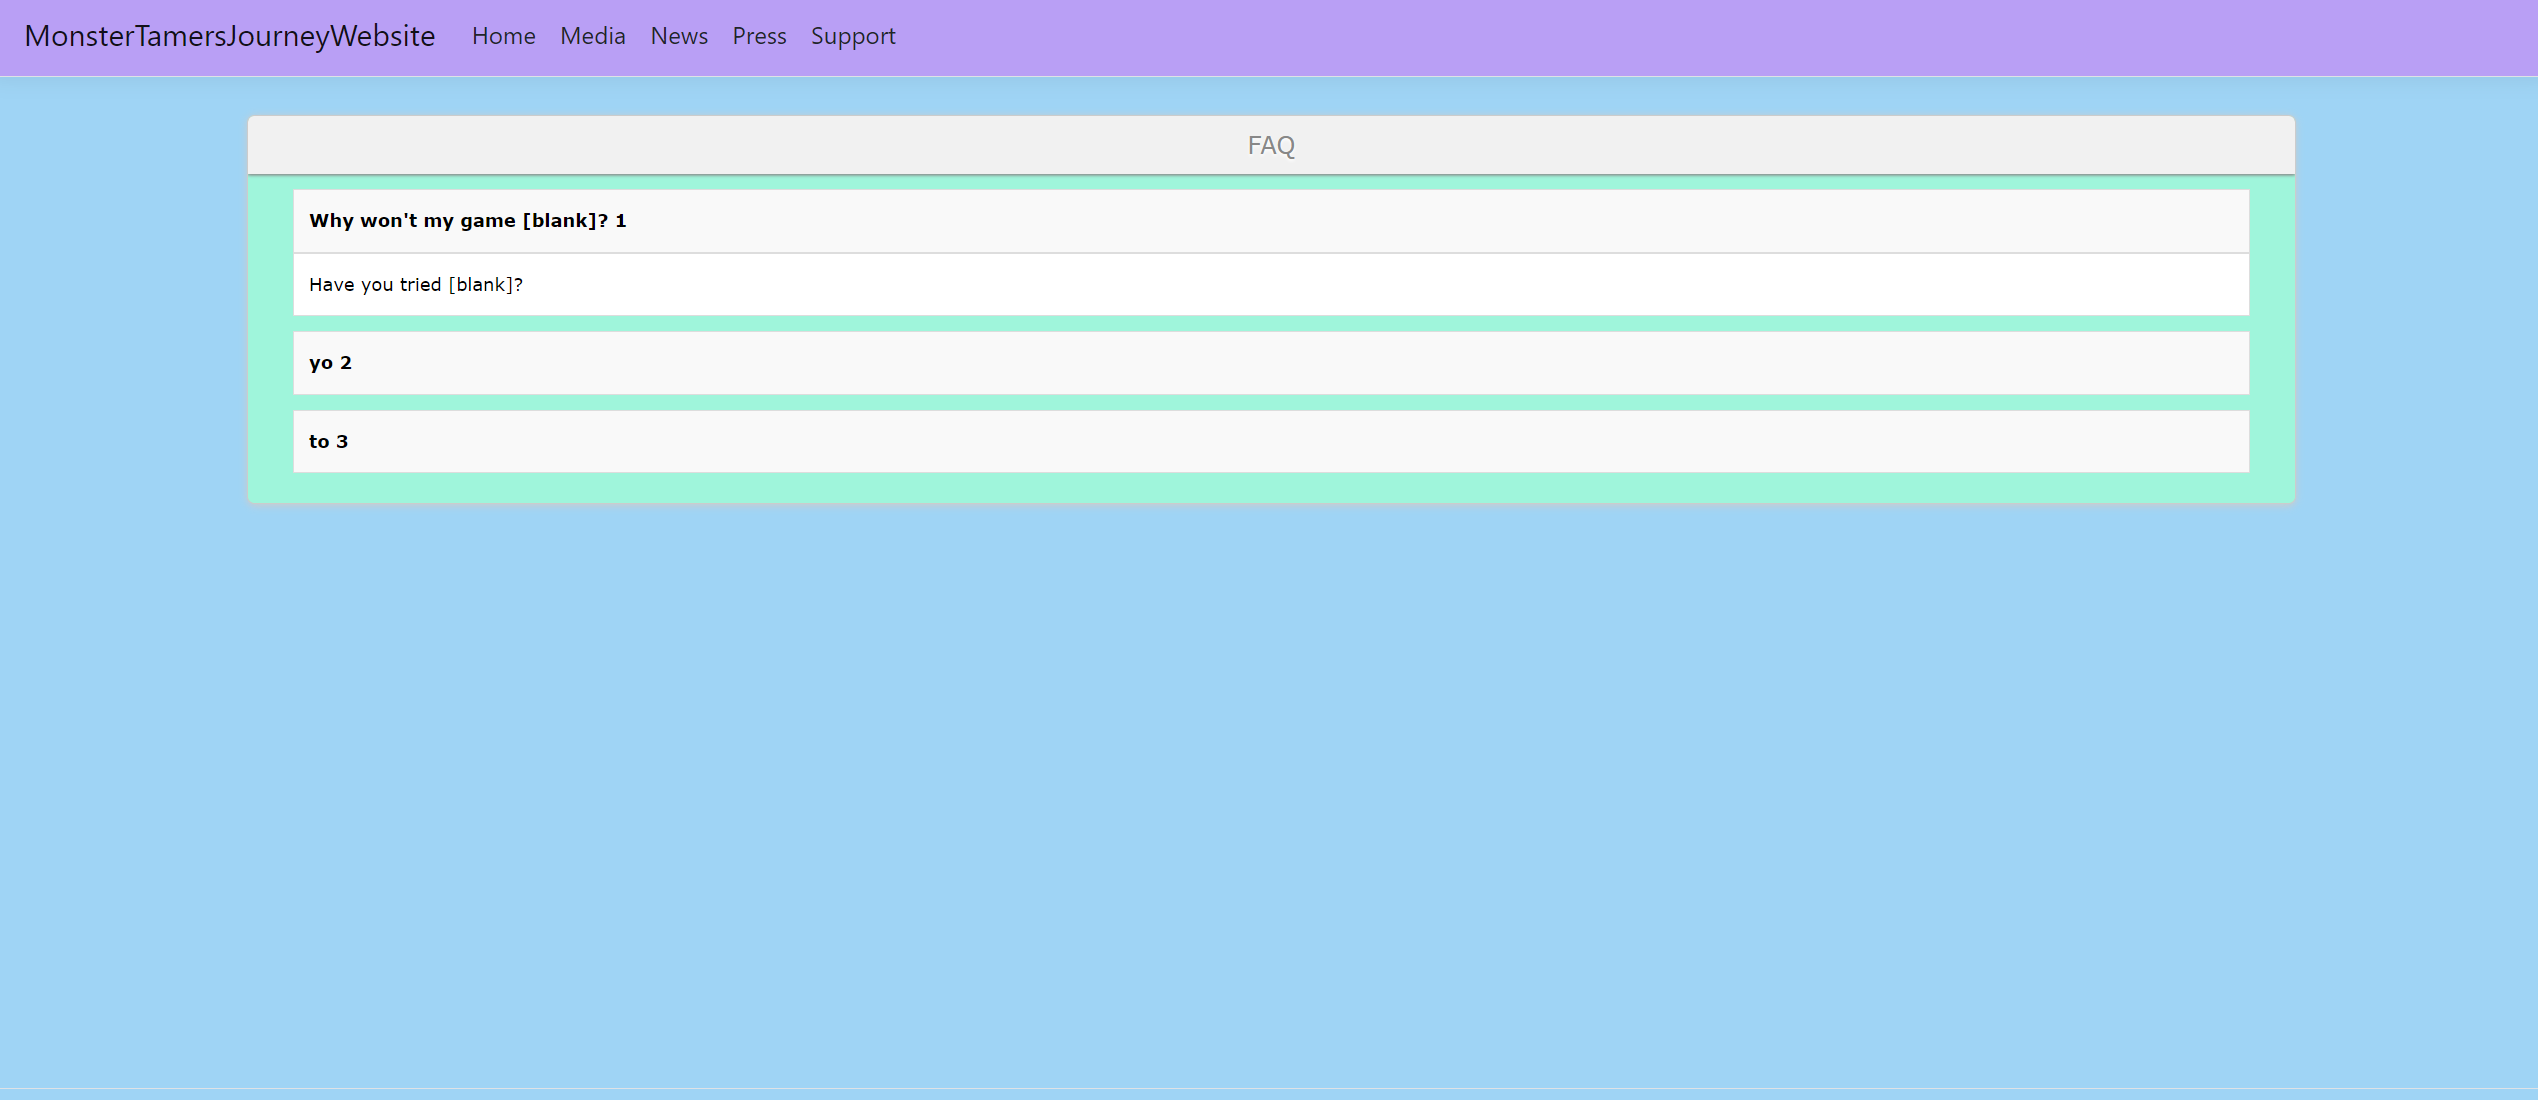 MonsterTamersJourneyWebsite Home Media News Press Support
FAQ
Why won't my game [blank]? 1
Have you tried [blank]?
yo 2
to 3